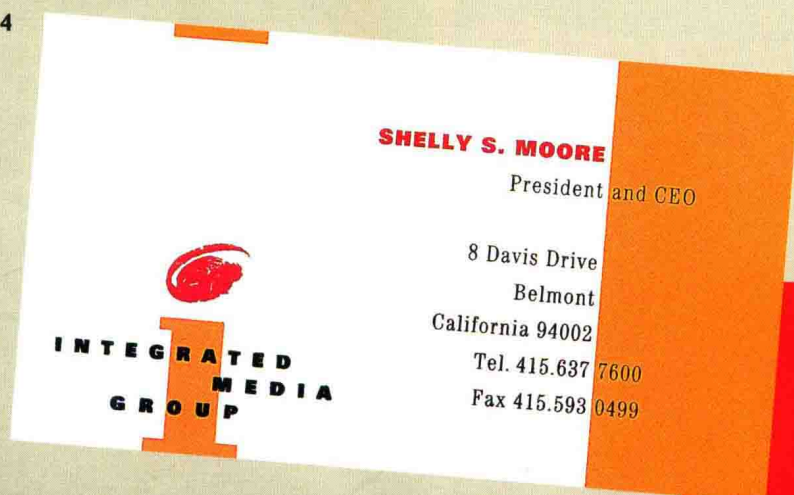 4
SHELLY S. MOORE
President and CEO
8 Davis Drive
Belmont
California 94002
Tel. 415.637 7600
Fax 415.593 0499
i
INTEGRATED
MEDIA
GROUP